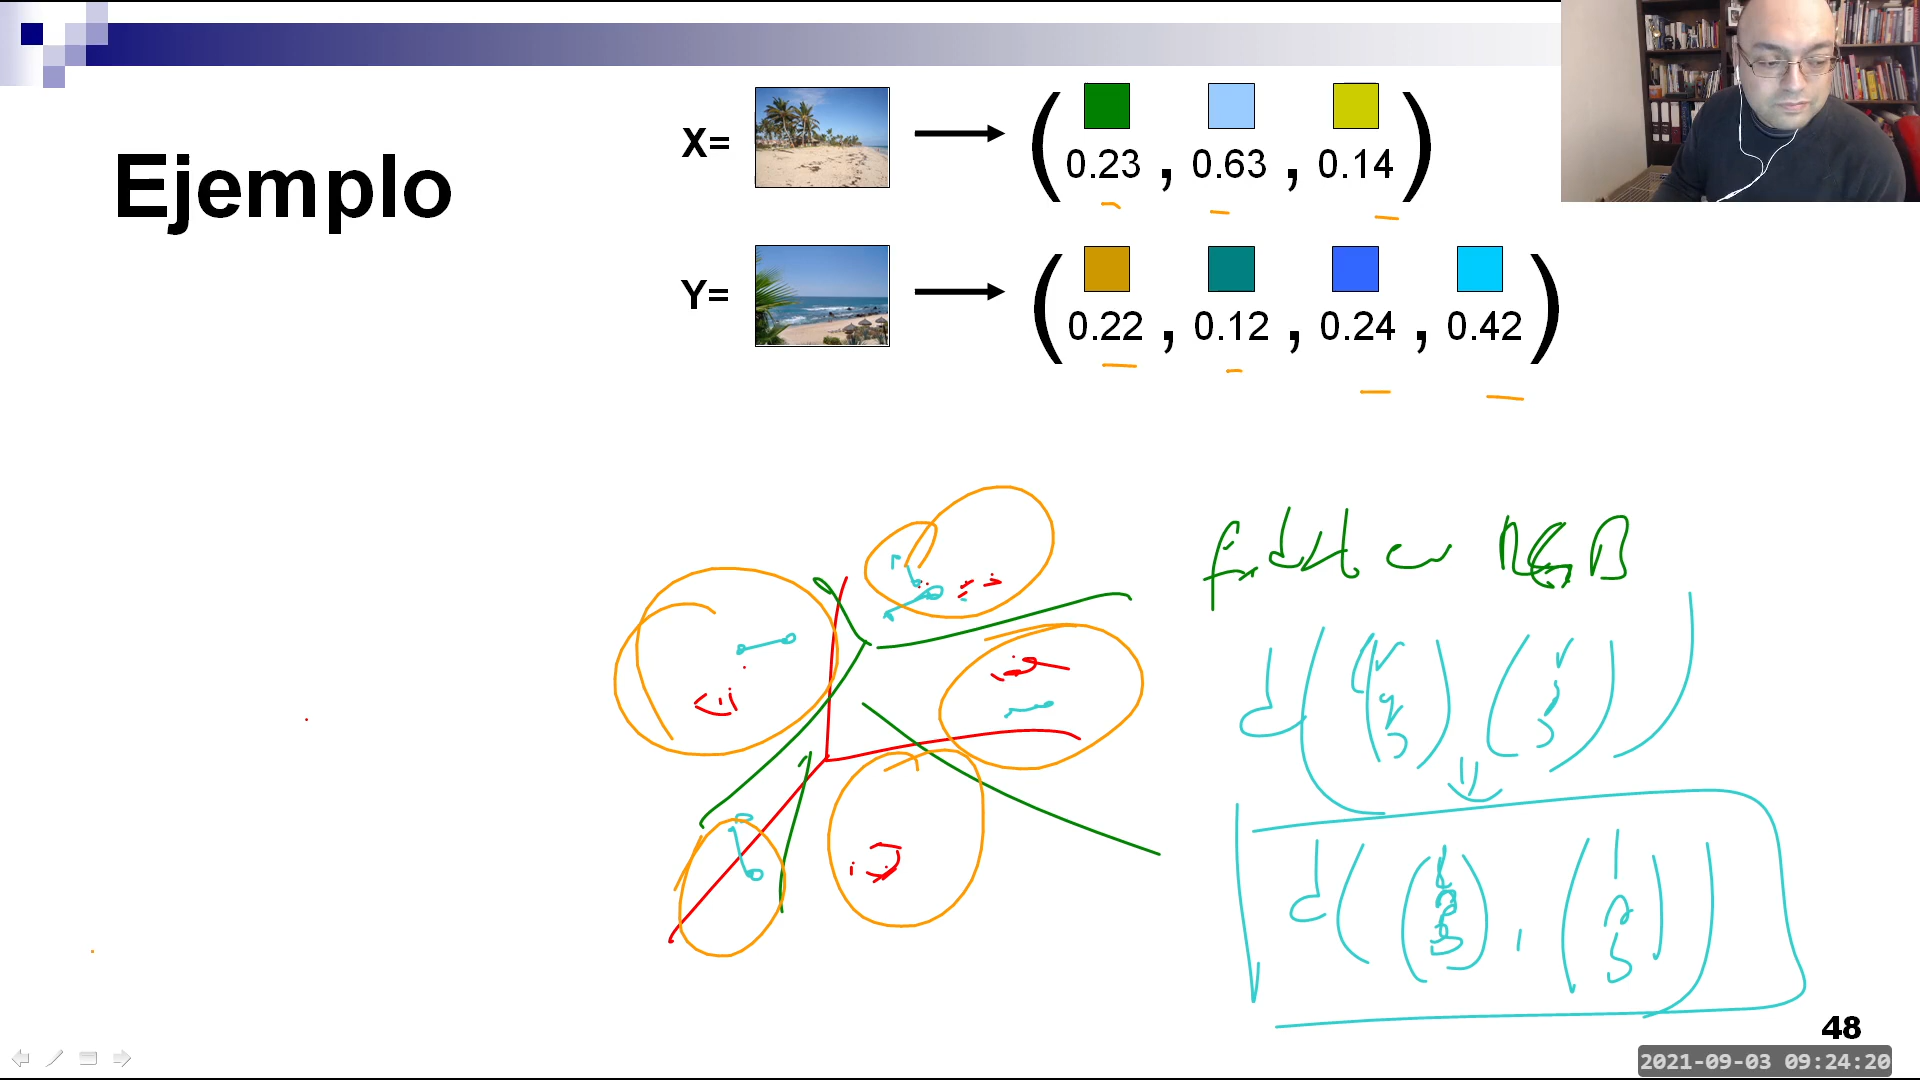 Ejemplo
X=
( 0.23 , 0.63 , 0.14 )
Y=
( 0.22 , 0.12 , 0.24 , 0.42 )
RGB
d
d
48
2021-09-03 09:24:20